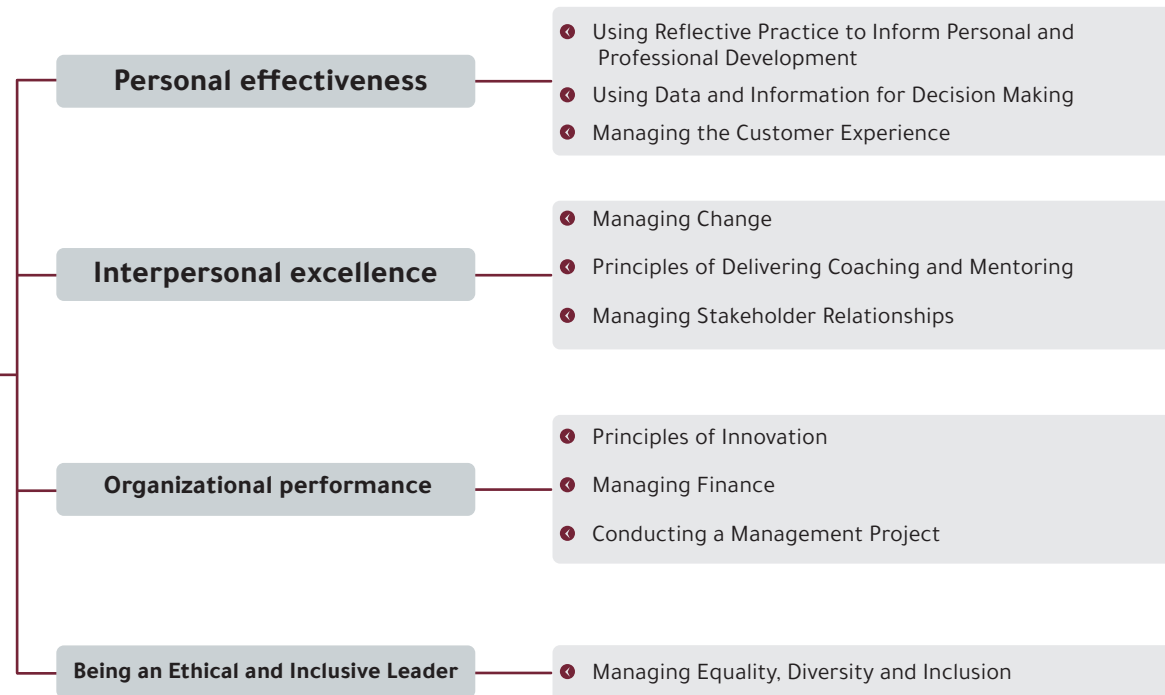 Personal effectiveness
Using Reflective Practice to Inform Personal and
Professional Development
Using Data and Information for Decision Making
Managing the Customer Experience
Interpersonal excellence
Managing Change
Principles of Delivering Coaching and Mentoring
Managing Stakeholder Relationships
Organizational performance
Principles of Innovation
Managing Finance
Conducting a Management Project
Being an Ethical and Inclusive Leader
Managing Equality, Diversity and Inclusion